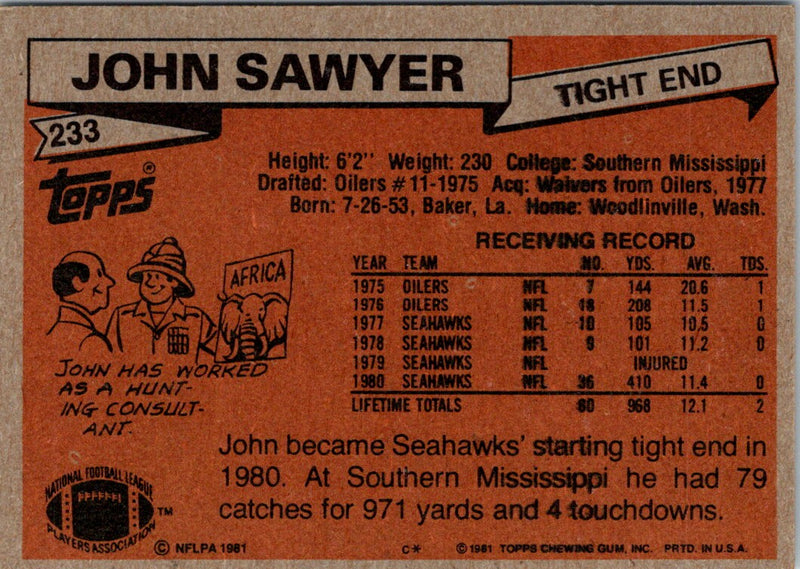 JOHN SAWYER
TIGHT END
233
TOPPS®
Height: 6'2" Weight: 230 College: Southern Mississippi
Drafted: Oilers #11-1975 Acq: Waivers from Oilers, 1977
Born: 7-26-53, Baker, La. Home: Woodlinville, Wash.
RECEIVING RECORD
YEAR TEAM NO. YDS. AVG. TDS.
1975 OILERS NFL 7 144 20.6 1
1976 OILERS NFL 18 208 11.5 1
1977 SEAHAWKS NFL 10 105 10.5 0
1978 SEAHAWKS NFL 9 101 11.2 0
1979 SEAHAWKS NFL INJURED
1980 SEAHAWKS NFL 36 410 11.4 0
LIFETIME TOTALS 80 968 12.1 2
AFRICA
JOHN HAS WORKED
AS A HUNT-
ING CONSULT-
ANT.
John became Seahawks' starting tight end in
1980. At Southern Mississippi he had 79
catches for 971 yards and 4 touchdowns.
NATIONAL FOOTBALL LEAGUE
PLAYERS ASSOCIATION
™
© NFLPA 1981 C* © 1981 TOPPS CHEWING GUM, INC. PRTD. IN U.S.A.